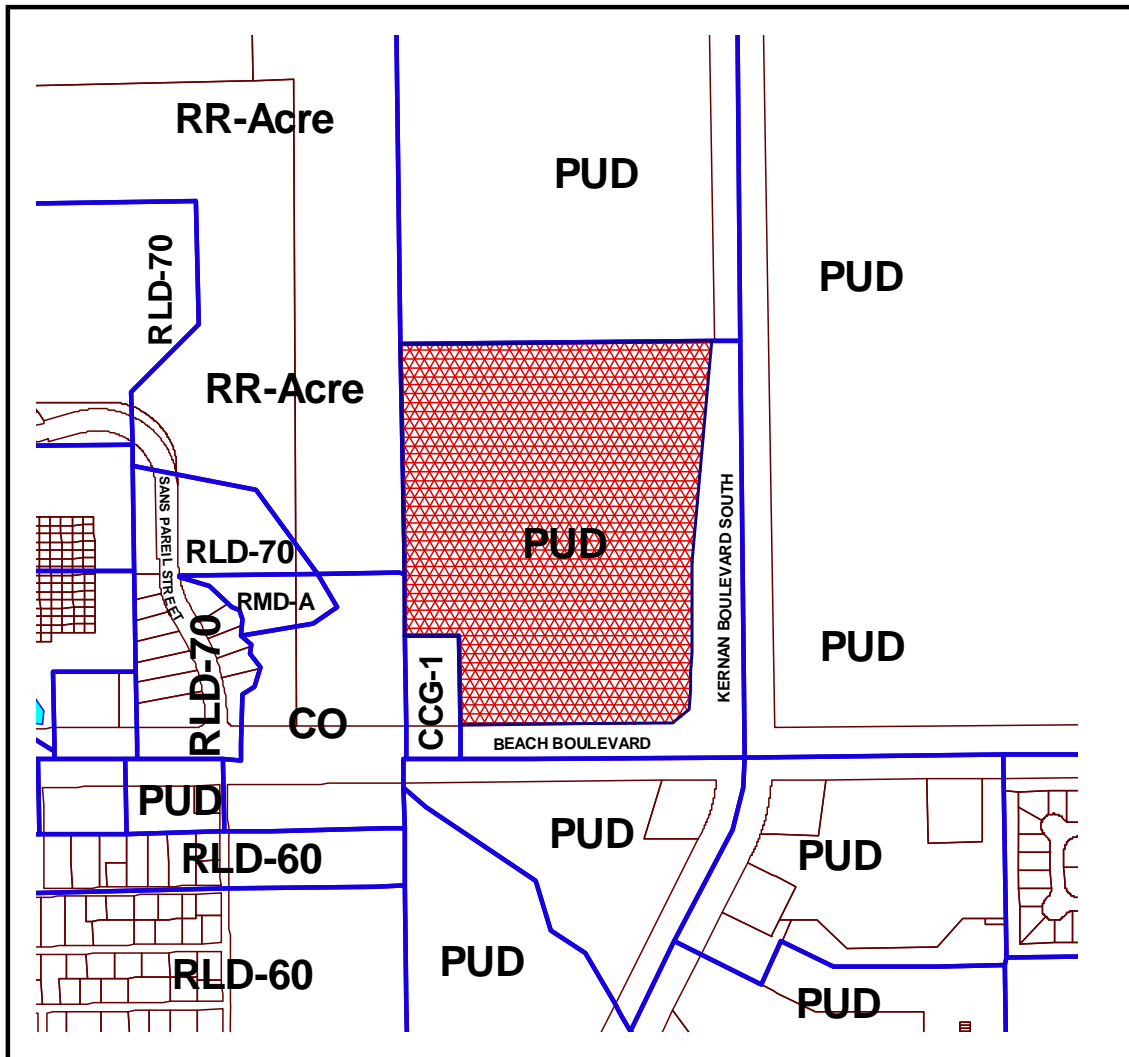 RR-Acre
PUD
RLD-70
PUD
RR-Acre
SANS PAREIL STREET
KERNAN BOULEVARD SOUTH
PUD
RLD-70
RMD-A
RLD-70
PUD
CCG-1
CO
BEACH BOULEVARD
PUD
PUD
PUD
RLD-60
PUD
RLD-60
PUD